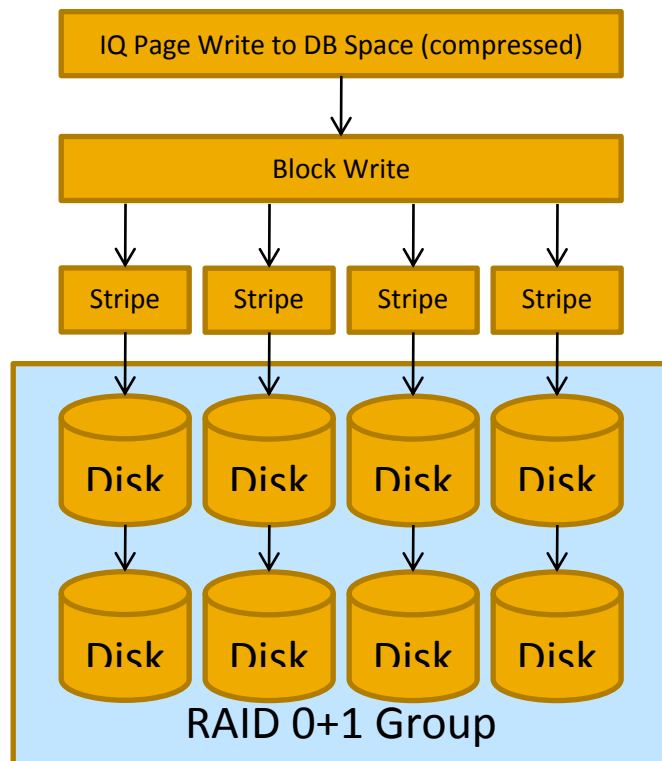 IQ Page Write to DB Space (compressed)
Block Write
Stripe Stripe Stripe Stripe
Disk Disk Disk Disk
Disk Disk Disk Disk
RAID 0+1 Group